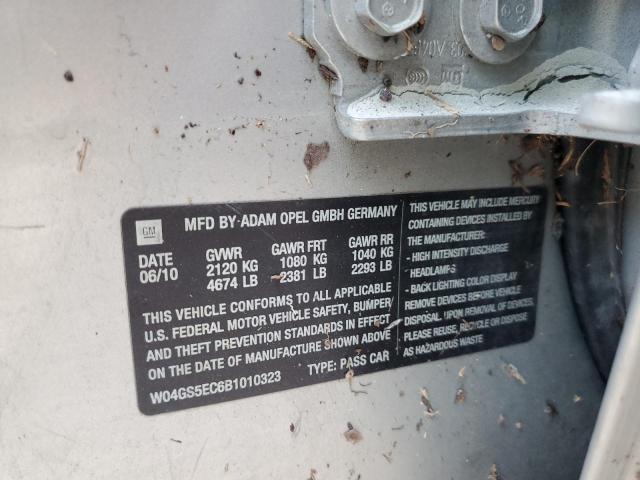 GM
MFD BY ADAM OPEL GMBH GERMANY
DATE GVWR GAWR FRT GAWR RR
06/10 2120 KG 1080 KG 1040 KG
4674 LB 2381 LB 2293 LB
THIS VEHICLE CONFORMS TO ALL APPLICABLE
U.S. FEDERAL MOTOR VEHICLE SAFETY, BUMPER
AND THEFT PREVENTION STANDARDS IN EFFECT
ON THE DATE OF MANUFACTURE SHOWN ABOVE
W04GS5EC6B1010323 TYPE: PASS CAR
THIS VEHICLE MAY INCLUDE MERCURY
CONTAINING DEVICES INSTALLED BY
THE MANUFACTURER:
- HIGH INTENSITY DISCHARGE
HEADLAMPS
- BACK LIGHTING COLOR DISPLAY
REMOVE DEVICES BEFORE VEHICLE
DISPOSAL. UPON REMOVAL OF DEVICES,
PLEASE REUSE, RECYCLE OR DISPOSE
AS HAZARDOUS WASTE